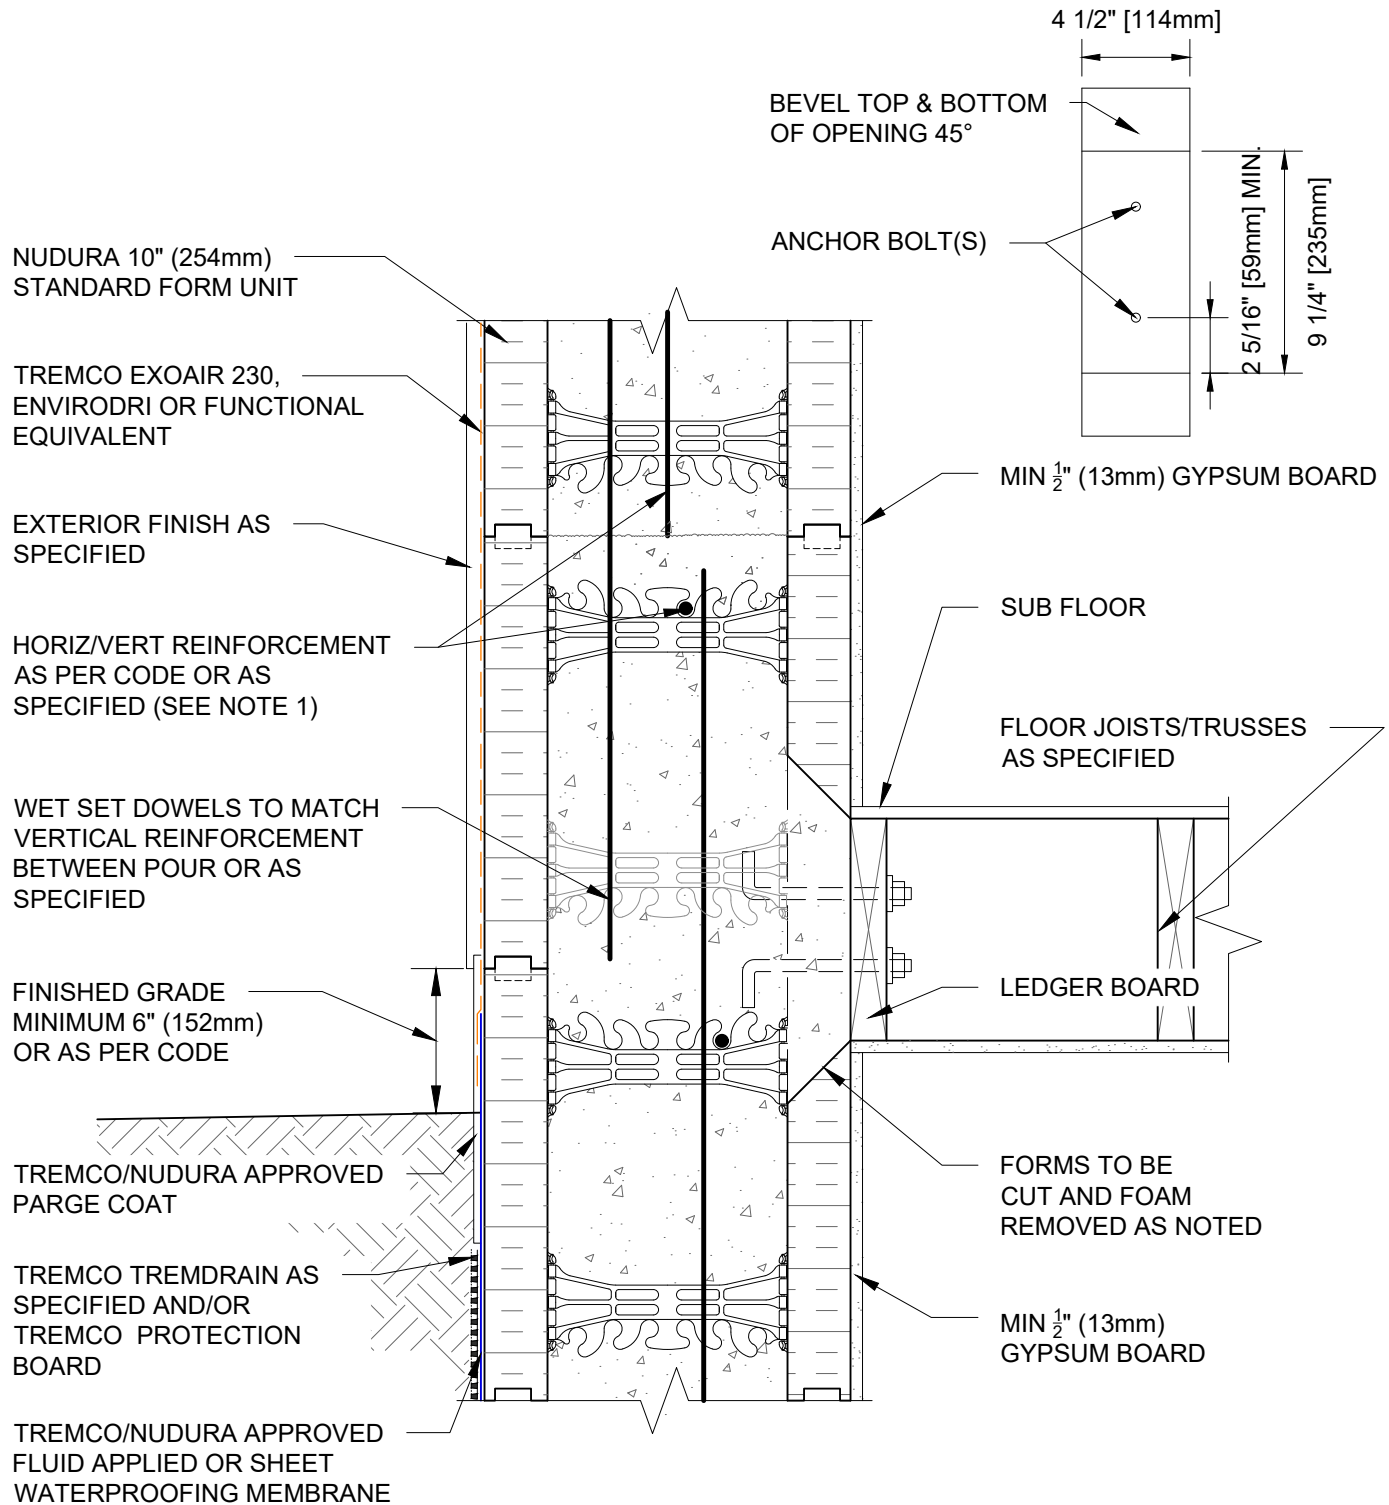 4 1/2" [114mm]
BEVEL TOP & BOTTOM
OF OPENING 45°
ANCHOR BOLT(S)
2 5/16" [59mm] MIN.
9 1/4" [235mm]
NUDURA 10" (254mm)
STANDARD FORM UNIT
TREMCO EXOAIR 230,
ENVIRODRI OR FUNCTIONAL
EQUIVALENT
EXTERIOR FINISH AS
SPECIFIED
HORIZ/VERT REINFORCEMENT
AS PER CODE OR AS
SPECIFIED (SEE NOTE 1)
WET SET DOWELS TO MATCH
VERTICAL REINFORCEMENT
BETWEEN POUR OR AS
SPECIFIED
FINISHED GRADE
MINIMUM 6" (152mm)
OR AS PER CODE
TREMCO/NUDURA APPROVED
PARGE COAT
TREMCO TREMDRAIN AS
SPECIFIED AND/OR
TREMCO PROTECTION
BOARD
TREMCO/NUDURA APPROVED
FLUID APPLIED OR SHEET
WATERPROOFING MEMBRANE
MIN ½" (13mm) GYPSUM BOARD
SUB FLOOR
FLOOR JOISTS/TRUSSES
AS SPECIFIED
LEDGER BOARD
FORMS TO BE
CUT AND FOAM
REMOVED AS NOTED
MIN ½" (13mm)
GYPSUM BOARD